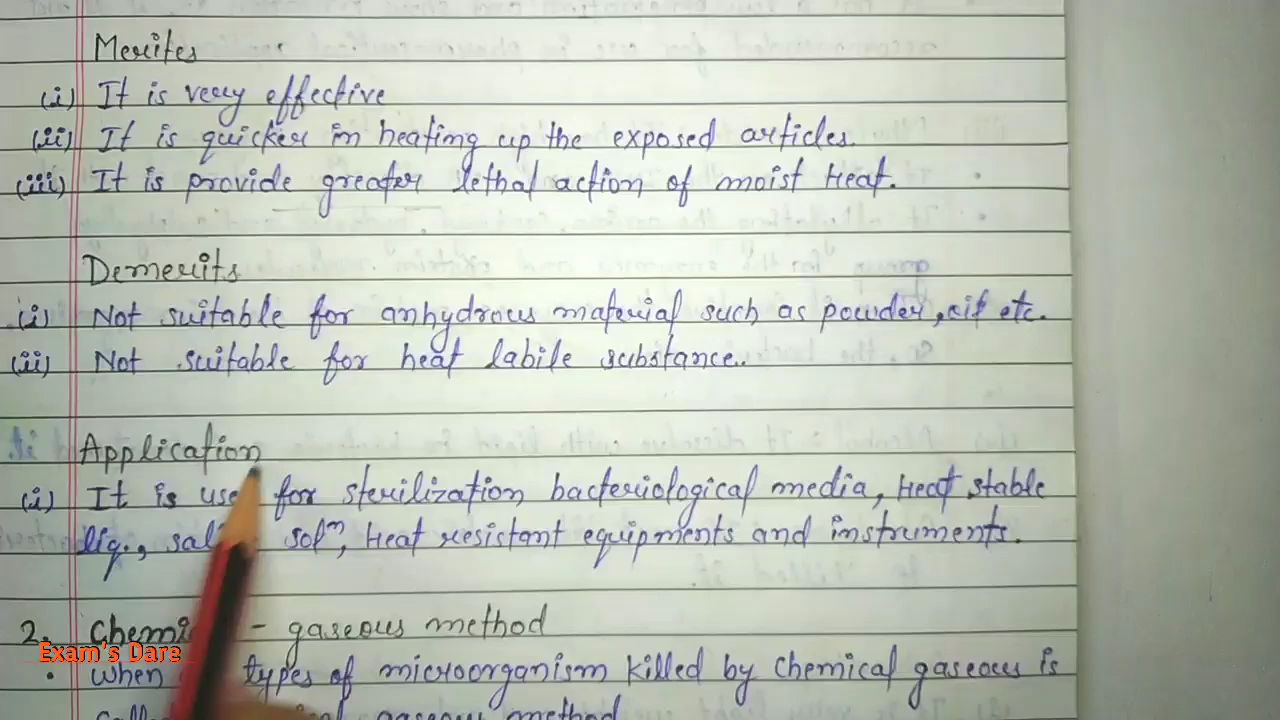 Merites
(i) It is very effective
(ii) It is quicker in heating up the exposed articles.
(iii) It is provide greater lethal action of moist Heat.
Demerits
(i) Not suitable for anhydrous material such as powder, oil etc.
(ii) Not suitable for heat labile substance..
Application
(i) It is use for sterilization bacteriological media, Heat stable
liq., sol^n, Heat resistant equipments and instruments.
2. - gaseous method
Exam's Dare
• When types of microorganism killed by chemical gaseous is
gaseous method